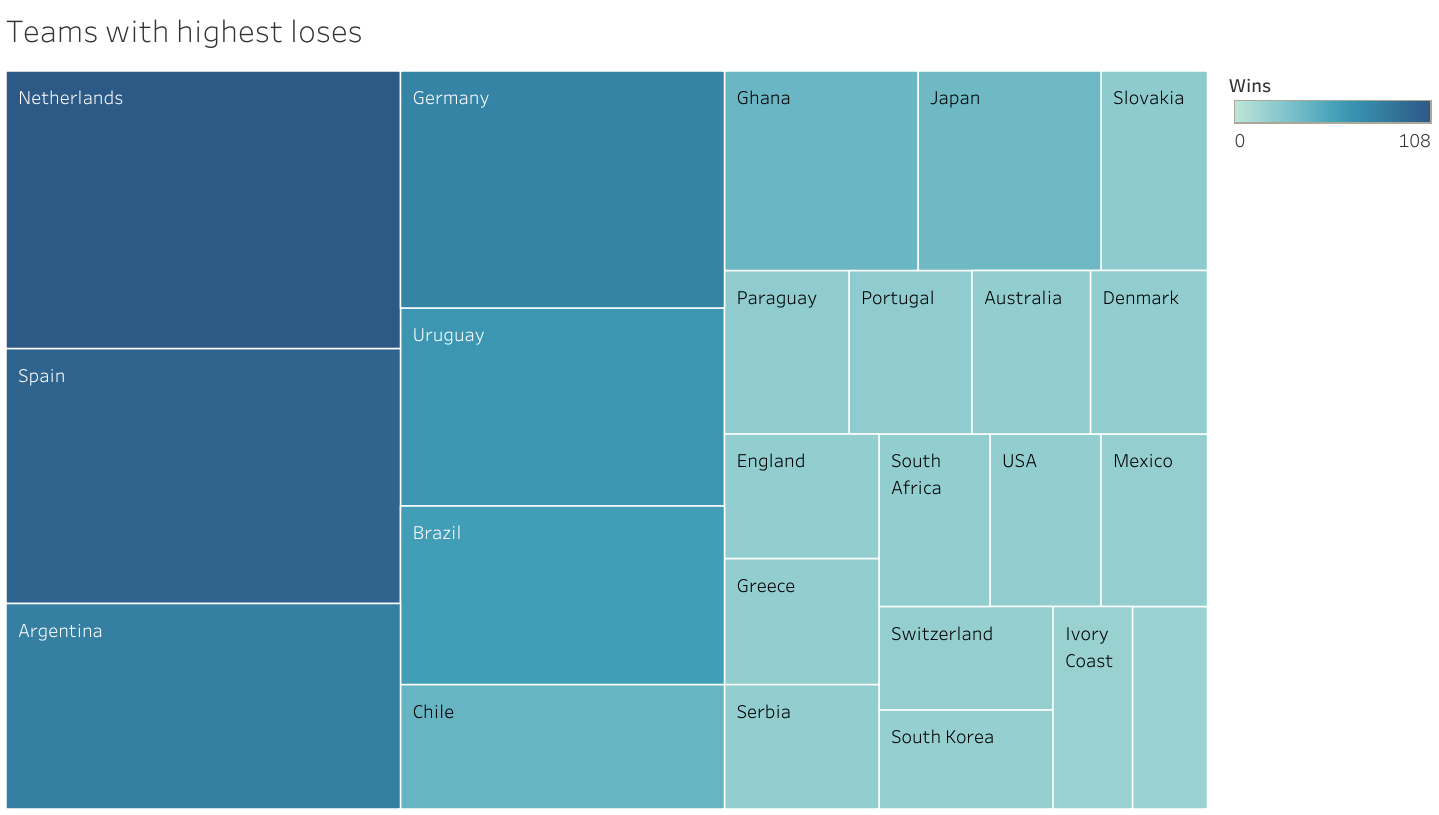 Teams with highest loses
Netherlands
Spain
Argentina
Germany
Uruguay
Brazil
Chile
Ghana
Japan
Slovakia
Paraguay
Portugal
Australia
Denmark
England
Greece
Serbia
South
Africa
USA
Mexico
Switzerland
South Korea
Ivory
Coast
Wins
0
108